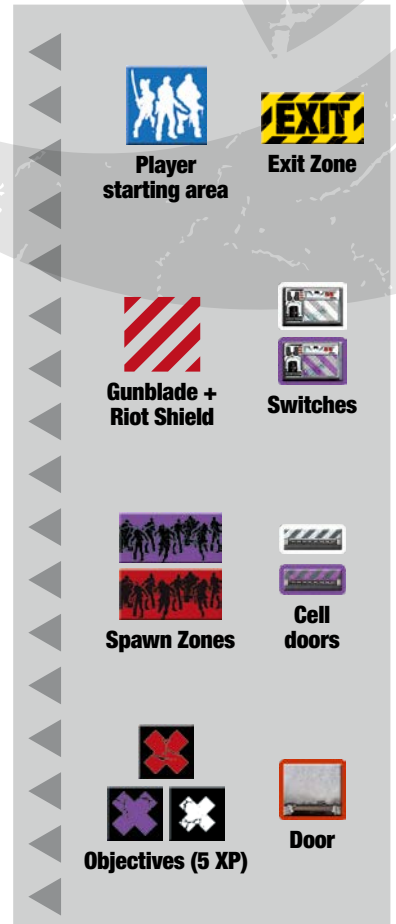 EXIT
Player
starting area
Exit Zone
Gunblade +
Riot Shield
Switches
Spawn Zones
Cell
doors
Objectives (5 XP)
Door